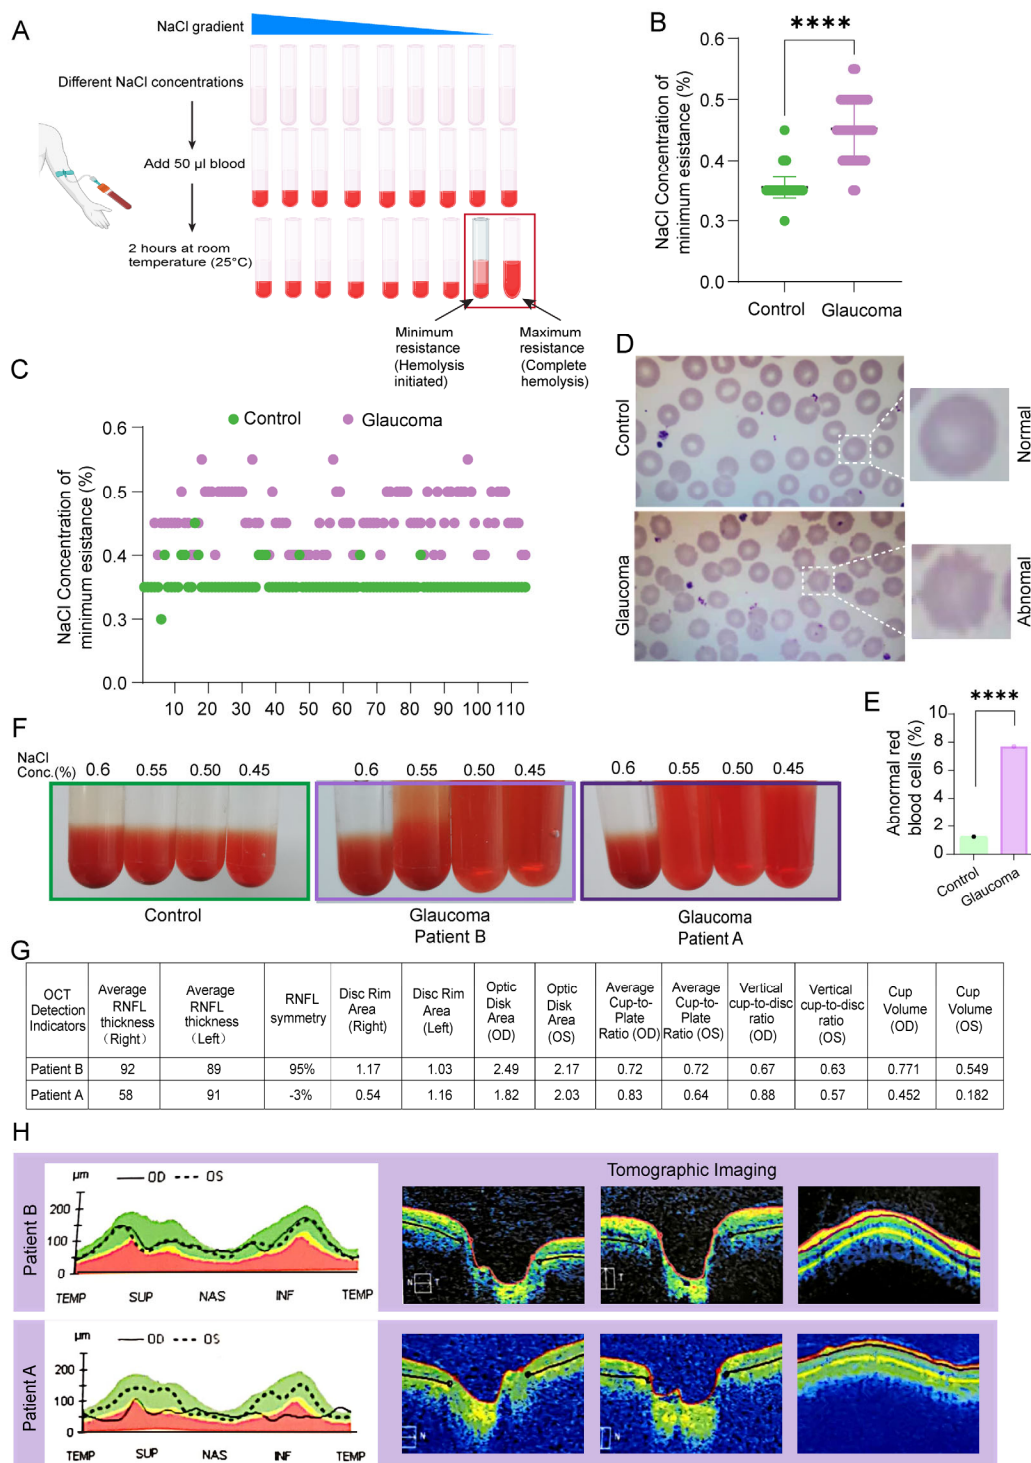 A
NaCl gradient
Different NaCl concentrations
Add 50 µl blood
2 hours at room
temperature (25°C)
Minimum
resistance
(Hemolysis
initiated)
Maximum
resistance
(Complete
hemolysis)
B
****
NaCl Concentration of
minimum esistance (%)
0.6
0.5
0.4
0.3
0.0
Control
Glaucoma
C
Control
Glaucoma
NaCl Concentration of
minimum esistance (%)
0.6
0.5
0.4
0.3
0.0
10 20 30 40 50 60 70 80 90 100 110
D
Control
Normal
Glaucoma
Abnomal
E
****
Abnormal red
blood cells (%)
10
8
6
4
2
0
Control
Glaucoma
F
NaCl
Conc.(%)
0.6 0.55 0.50 0.45
0.6 0.55 0.50 0.45
0.6 0.55 0.50 0.45
Control
Glaucoma
Patient B
Glaucoma
Patient A
G
OCT
Detection
Indicators
Average
RNFL
thickness
(Right)
Average
RNFL
thickness
(Left)
RNFL
symmetry
Disc Rim
Area
(Right)
Disc Rim
Area
(Left)
Optic
Disk
Area
(OD)
Optic
Disk
Area
(OS)
Average
Cup-to-
Plate
Ratio (OD)
Average
Cup-to-
Plate
Ratio (OS)
Vertical
cup-to-disc
ratio
(OD)
Vertical
cup-to-disc
ratio
(OS)
Cup
Volume
(OD)
Cup
Volume
(OS)
Patient B 92 89 95% 1.17 1.03 2.49 2.17 0.72 0.72 0.67 0.63 0.771 0.549
Patient A 58 91 -3% 0.54 1.16 1.82 2.03 0.83 0.64 0.88 0.57 0.452 0.182
H
Patient B
µm
OD OS
200
100
0
TEMP SUP NAS INF TEMP
Tomographic Imaging
N T
T
Patient A
µm
OD OS
200
100
0
TEMP SUP NAS INF TEMP
N
N